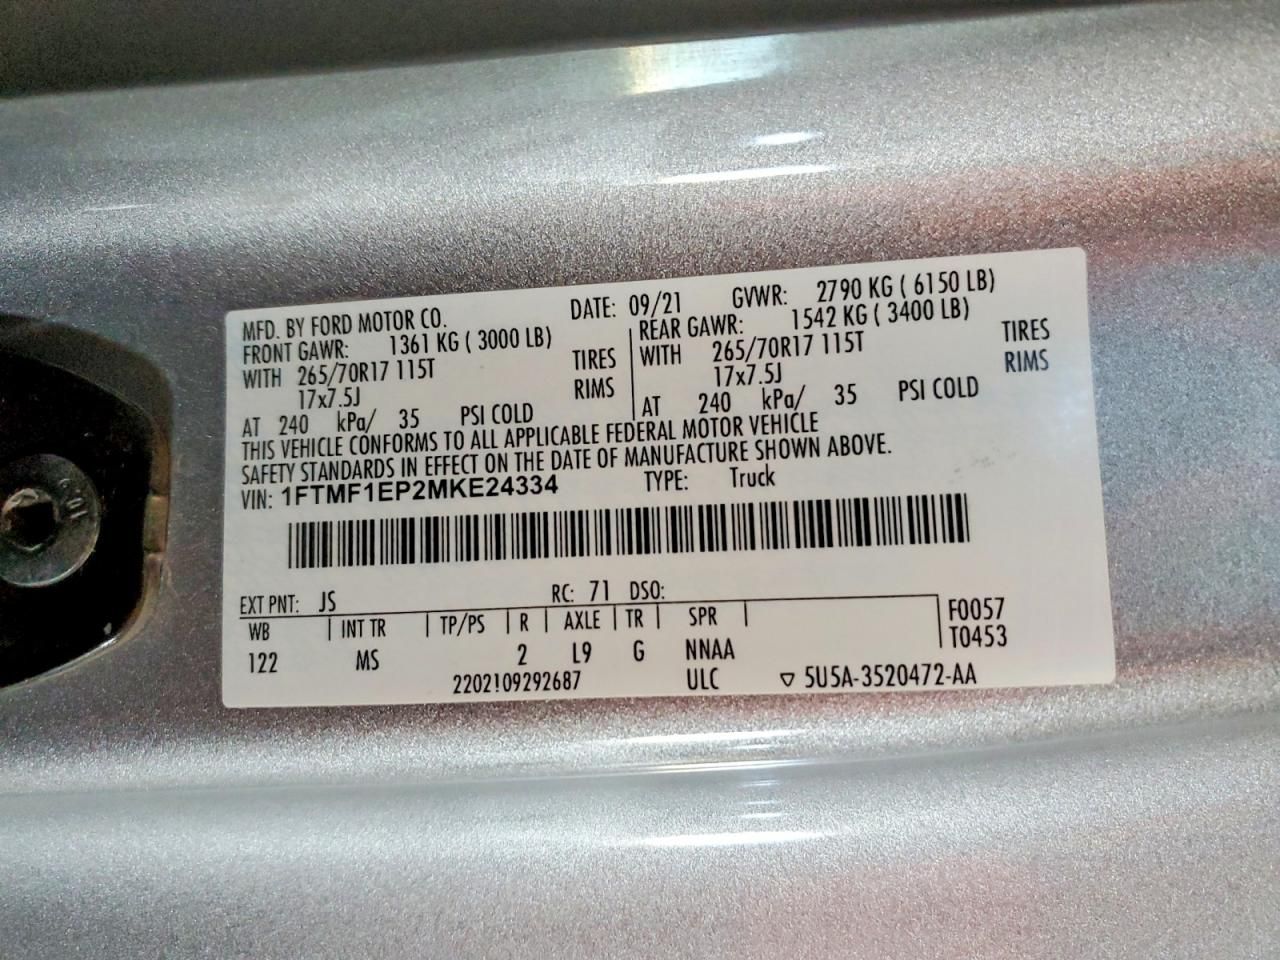 MFD. BY FORD MOTOR CO. DATE: 09/21 GVWR: 2790 KG ( 6150 LB)
FRONT GAWR: 1361 KG ( 3000 LB) REAR GAWR: 1542 KG ( 3400 LB)
WITH 265/70R17 115T TIRES WITH 265/70R17 115T TIRES
17x7.5J RIMS 17x7.5J RIMS
AT 240 kPa/ 35 PSI COLD AT 240 kPa/ 35 PSI COLD
THIS VEHICLE CONFORMS TO ALL APPLICABLE FEDERAL MOTOR VEHICLE
SAFETY STANDARDS IN EFFECT ON THE DATE OF MANUFACTURE SHOWN ABOVE.
VIN: 1FTMF1EP2MKE24334 TYPE: Truck
EXT PNT: JS RC: 71 DSO:
WB INT TR TP/PS R AXLE TR SPR F0057
122 MS 2 L9 G NNAA T0453
2202109292687 ULC ▽ 5U5A-3520472-AA